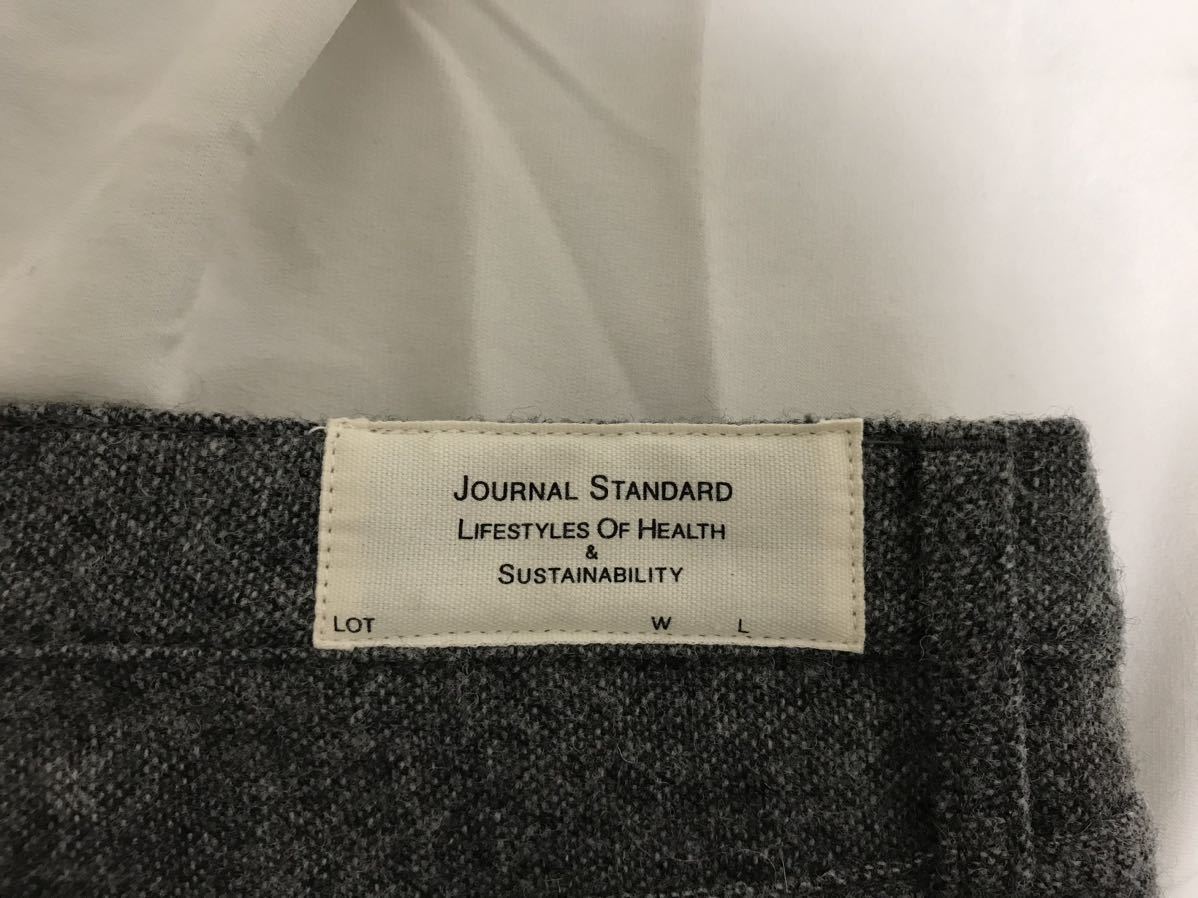 JOURNAL STANDARD
LIFESTYLES OF HEALTH
&
SUSTAINABILITY
LOT W L